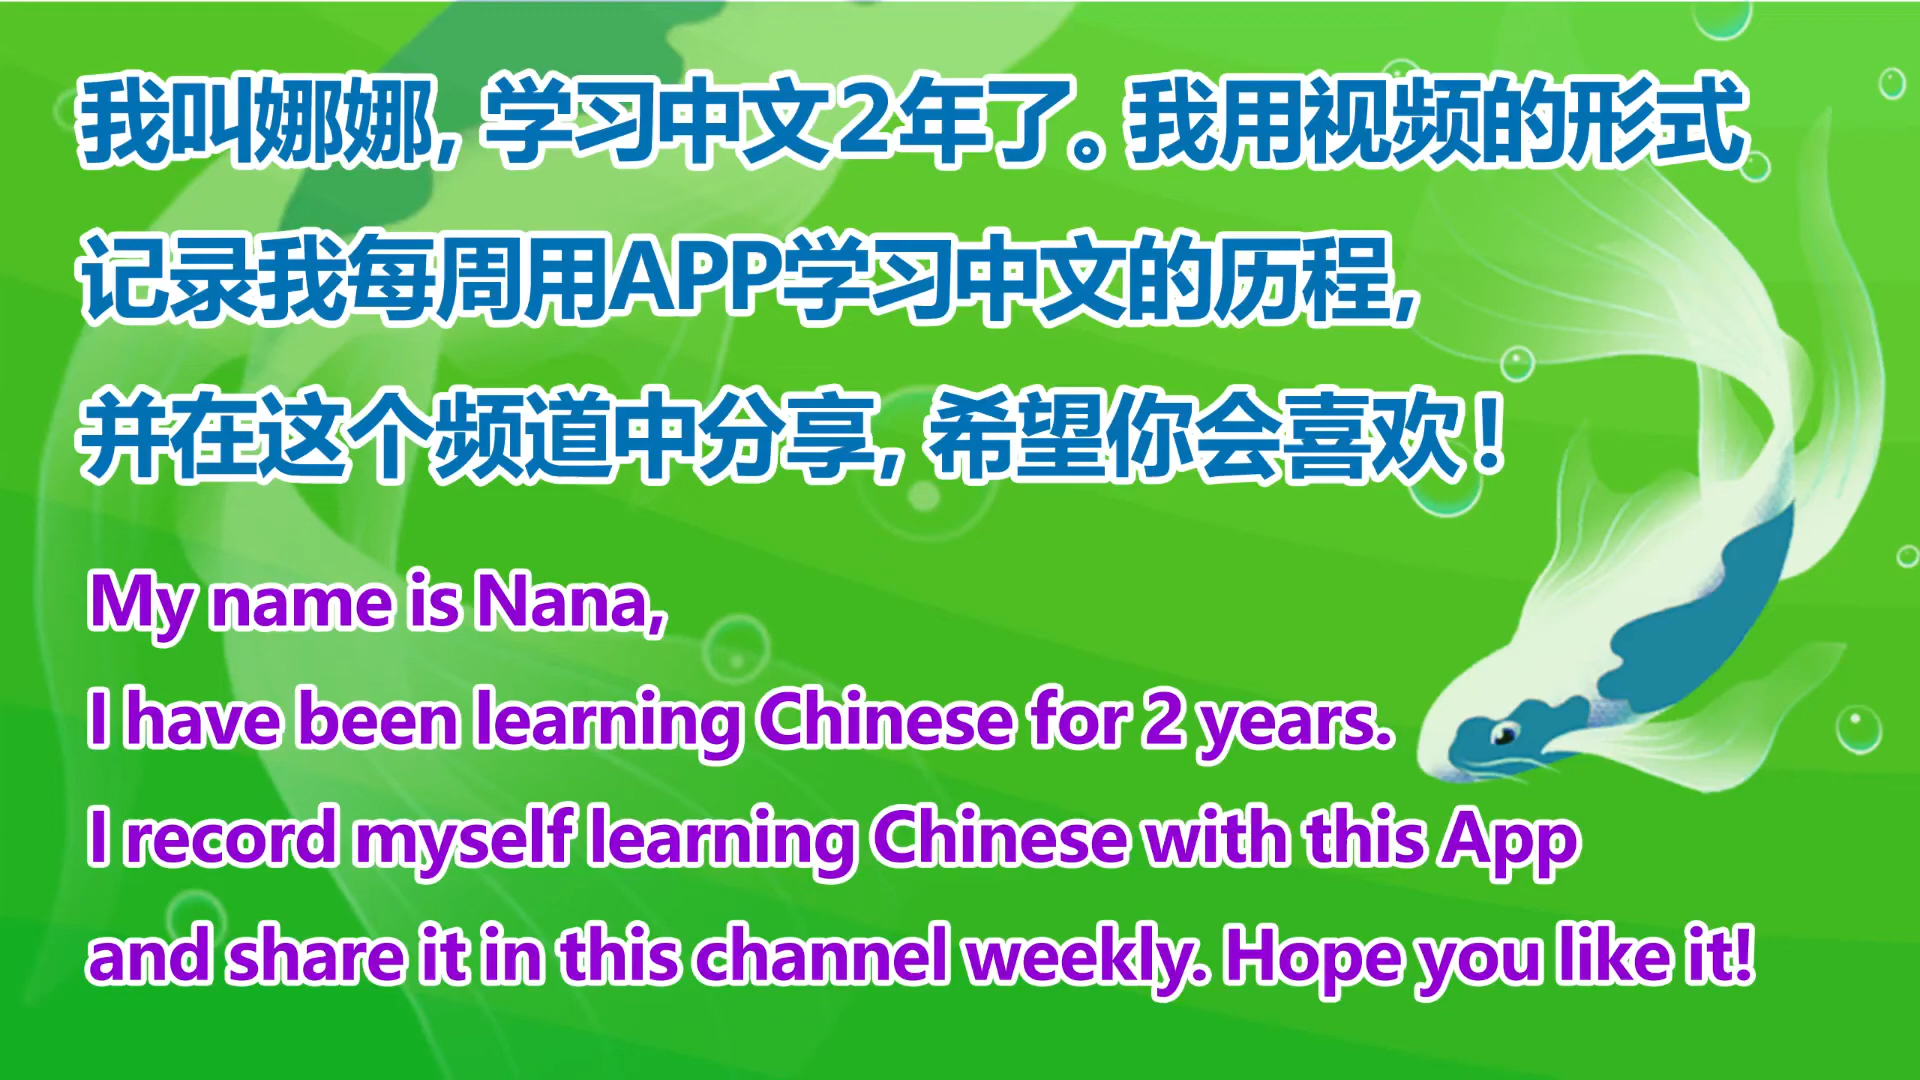 我叫娜娜, 学习中文2年了。我用视频的形式
记录我每周用APP学习中文的历程,
并在这个频道中分享, 希望你会喜欢!
My name is Nana,
I have been learning Chinese for 2 years.
I record myself learning Chinese with this App
and share it in this channel weekly. Hope you like it!